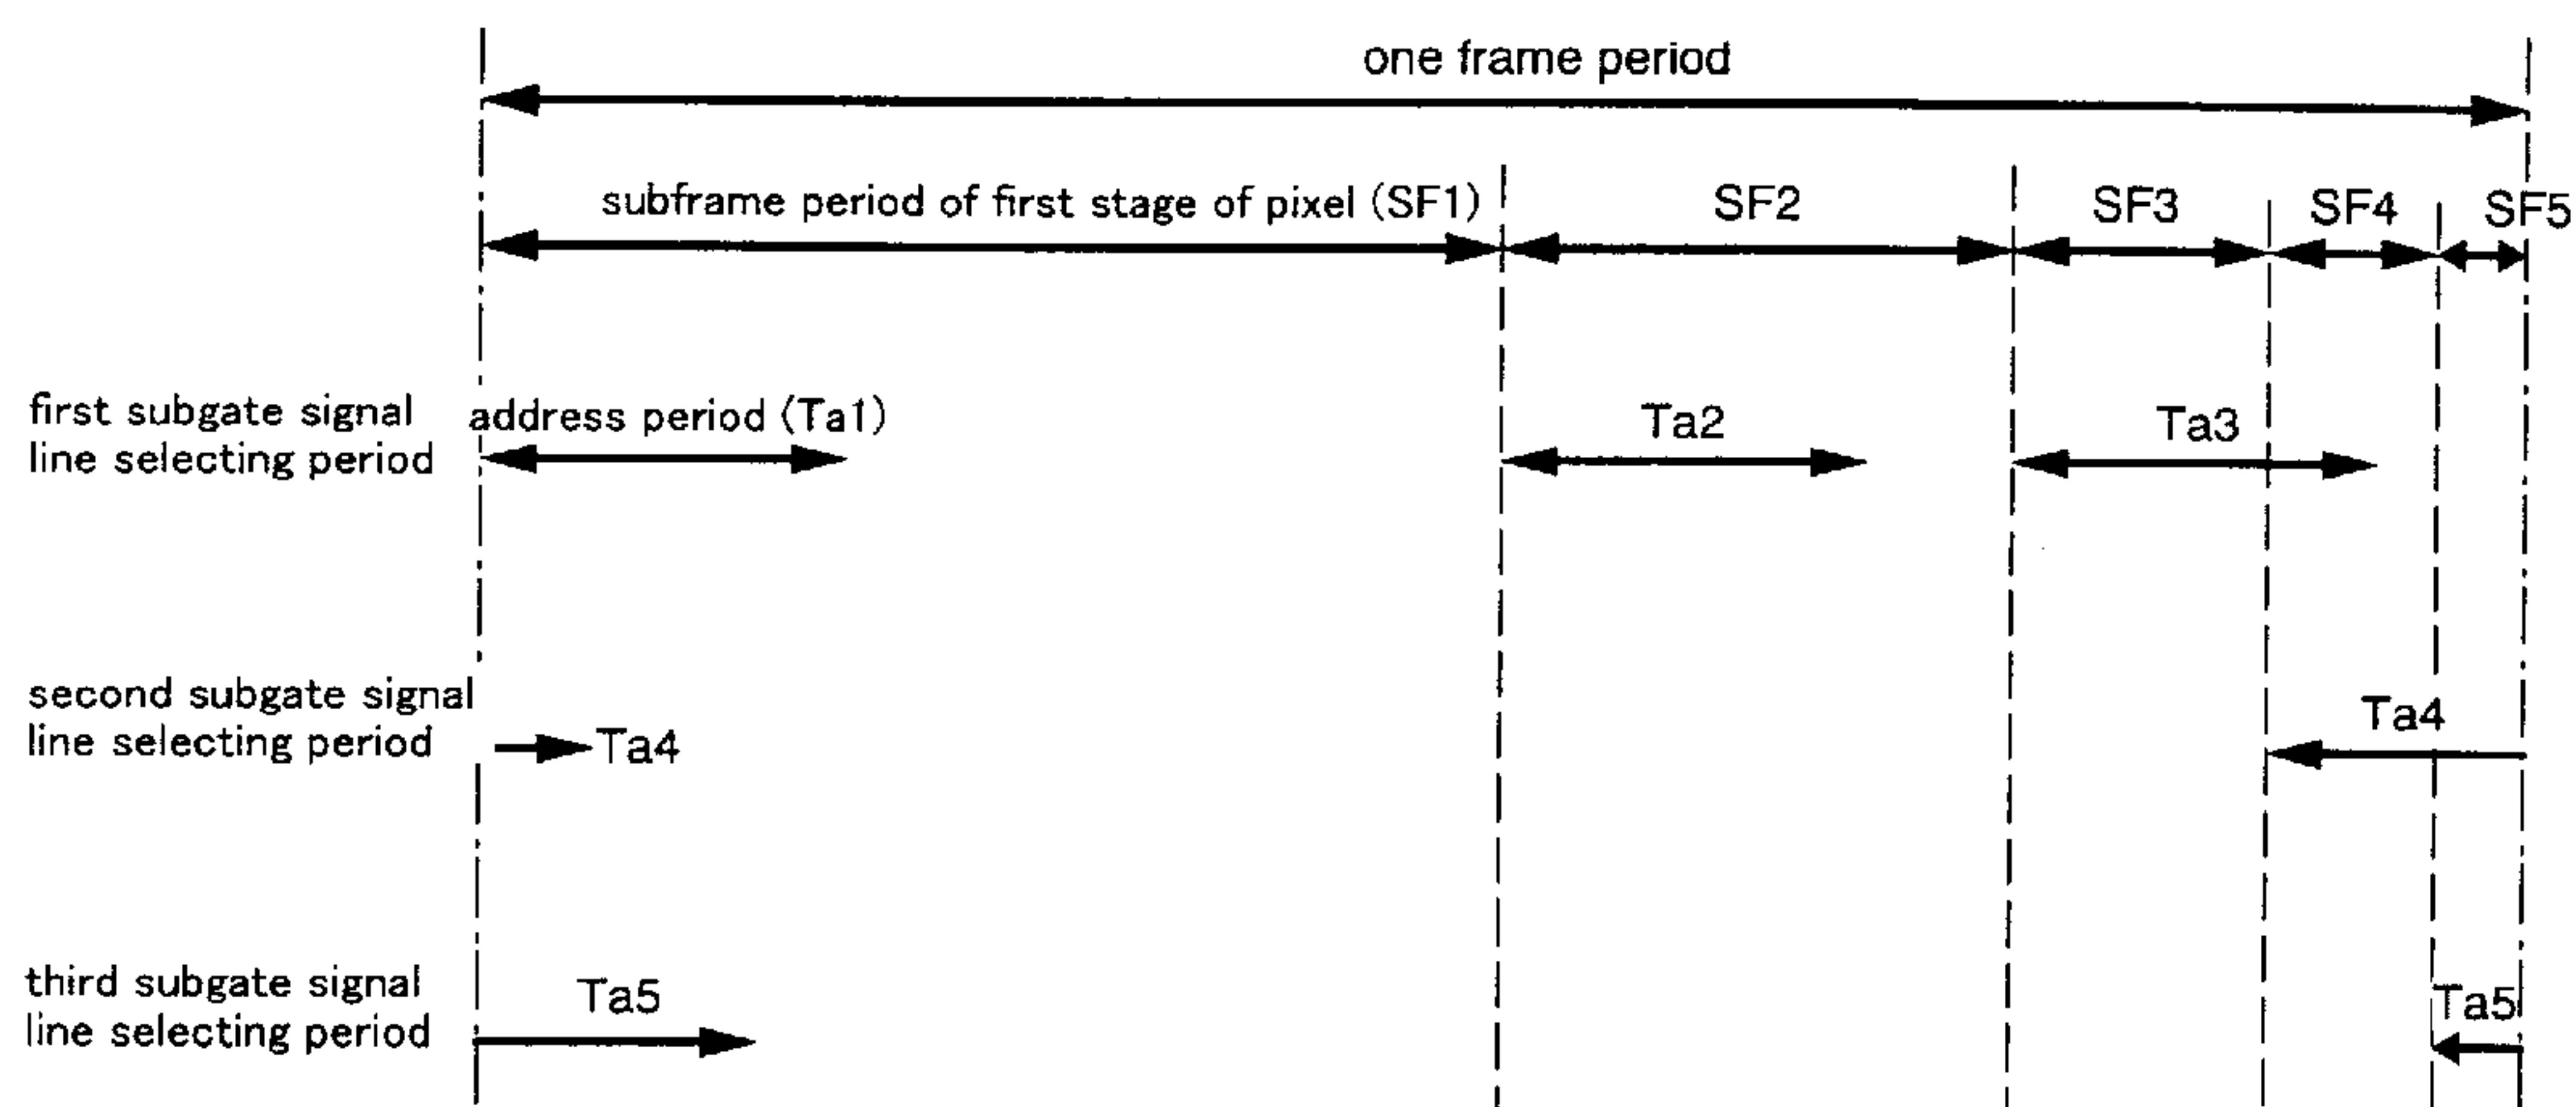 one frame period
subframe period of first stage of pixel (SF1)
SF2
SF3
SF4
SF5
first subgate signal
line selecting period
address period (Ta1)
Ta2
Ta3
second subgate signal
line selecting period
Ta4
Ta4
third subgate signal
line selecting period
Ta5
Ta5